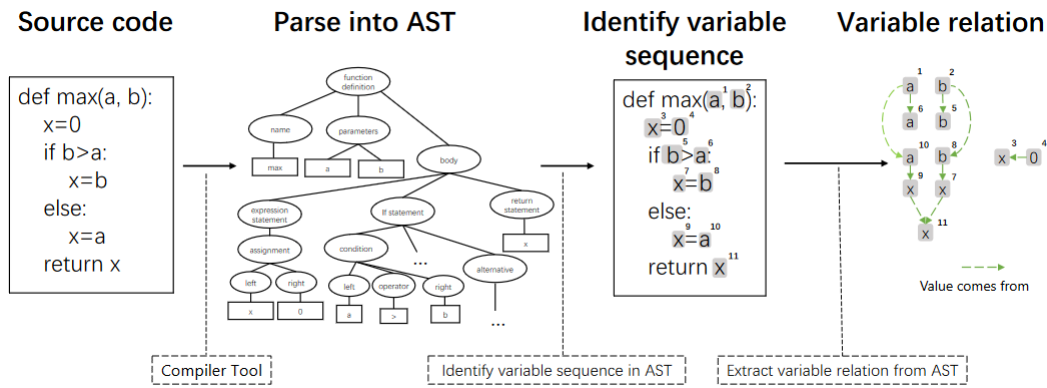 Source code
Parse into AST
Identify variable
sequence
Variable relation
def max(a, b):
x=0
if b>a:
x=b
else:
x=a
return x
function
definition
name
parameters
body
max
a
b
expression
statement
If statement
return
statement
x
assignment
condition
...
alternative
left
right
left
operator
right
x
0
a
>
b
...
def max(a, b):
1 2
x=0
3 4
if b>a:
5 6
x=b
7 8
else:
x=a
9 10
return x
11
a 1
b 2
a 6
b 5
a 10
b 8
x 3
0 4
x 9
x 7
x 11
Value comes from
Compiler Tool
Identify variable sequence in AST
Extract variable relation from AST